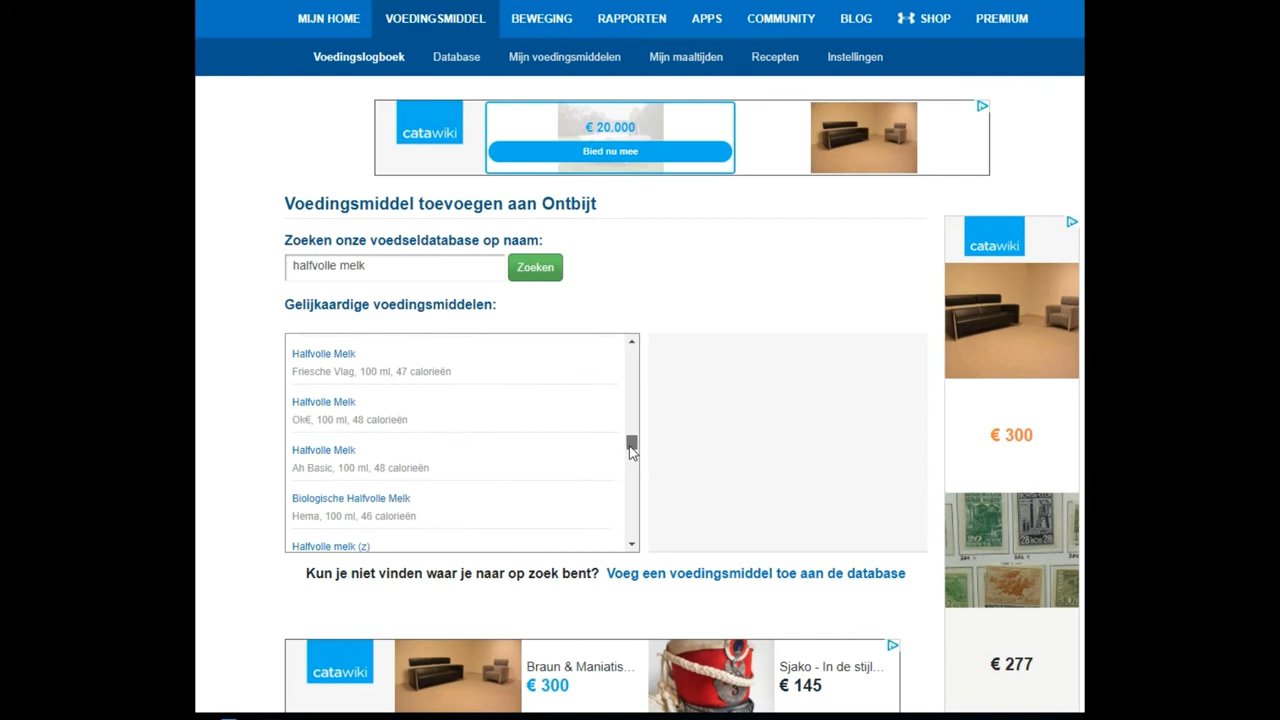 MIJN HOME VOEDINGSMIDDEL BEWEGING RAPPORTEN APPS COMMUNITY BLOG SHOP PREMIUM
Voedingslogboek Database Mijn voedingsmiddelen Mijn maaltijden Recepten Instellingen
catawiki
€ 20.000
Bied nu mee
Voedingsmiddel toevoegen aan Ontbijt
Zoeken onze voedseldatabase op naam:
halfvolle melk
Zoeken
Gelijkaardige voedingsmiddelen:
Halfvolle Melk
Friesche Vlag, 100 ml, 47 calorieën
Halfvolle Melk
Ok€, 100 ml, 48 calorieën
Halfvolle Melk
Ah Basic, 100 ml, 48 calorieën
Biologische Halfvolle Melk
Hema, 100 ml, 46 calorieën
Halfvolle melk (z)
Kun je niet vinden waar je naar op zoek bent? Voeg een voedingsmiddel toe aan de database
catawiki
Braun & Maniatis...
€ 300
Sjako - In de stijl...
€ 145
catawiki
€ 300
€ 277